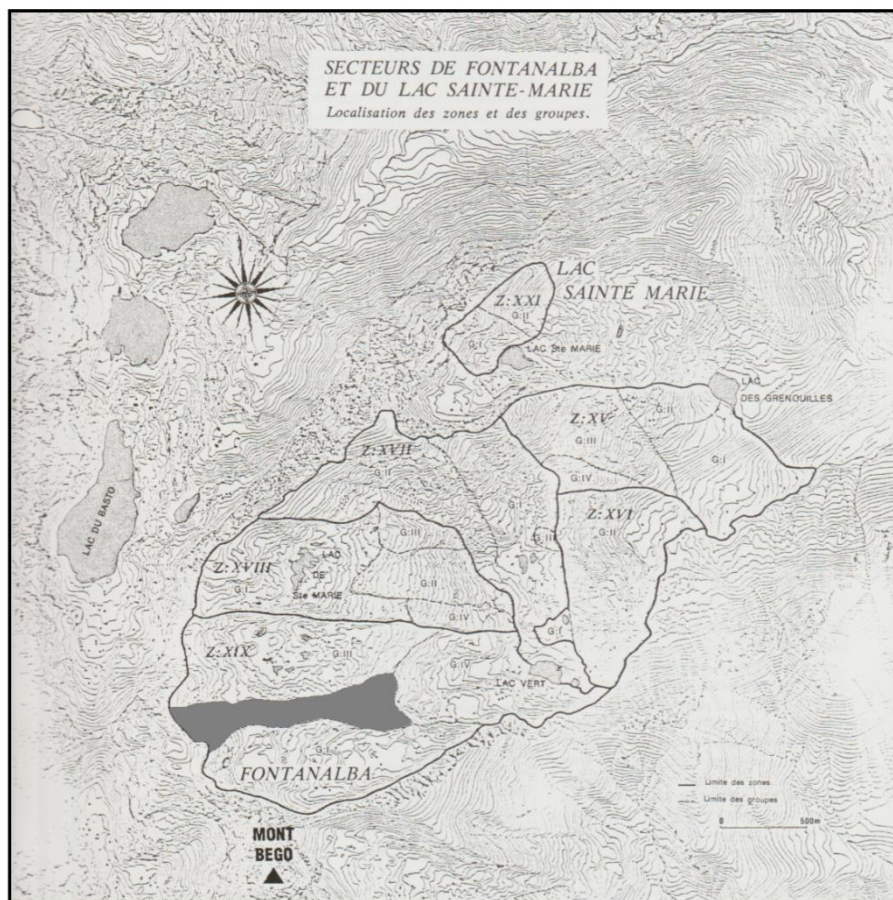 SECTEURS DE FONTANALBA
ET DU LAC SAINTE-MARIE
Localisation des zones et des groupes.
LAC
SAINTE MARIE
Z:XXI
G:II
G:I
LAC Ste MARIE
LAC
DES GRENOUILLES
Z:XV
G:II
G:III
G:I
G:IV
Z:XVII
G:II
G:I
G:III
Z:XVI
G:II
LAC DU BASTO
Z:XVIII
G:I
LAC
DE
Ste MARIE
G:III
G:II
G:IV
G:I
Z:XIX
G:III
G:IV
LAC VERT
G:I
FONTANALBA
Limite des zones
Limite des groupes
0 500m
MONT
BEGO